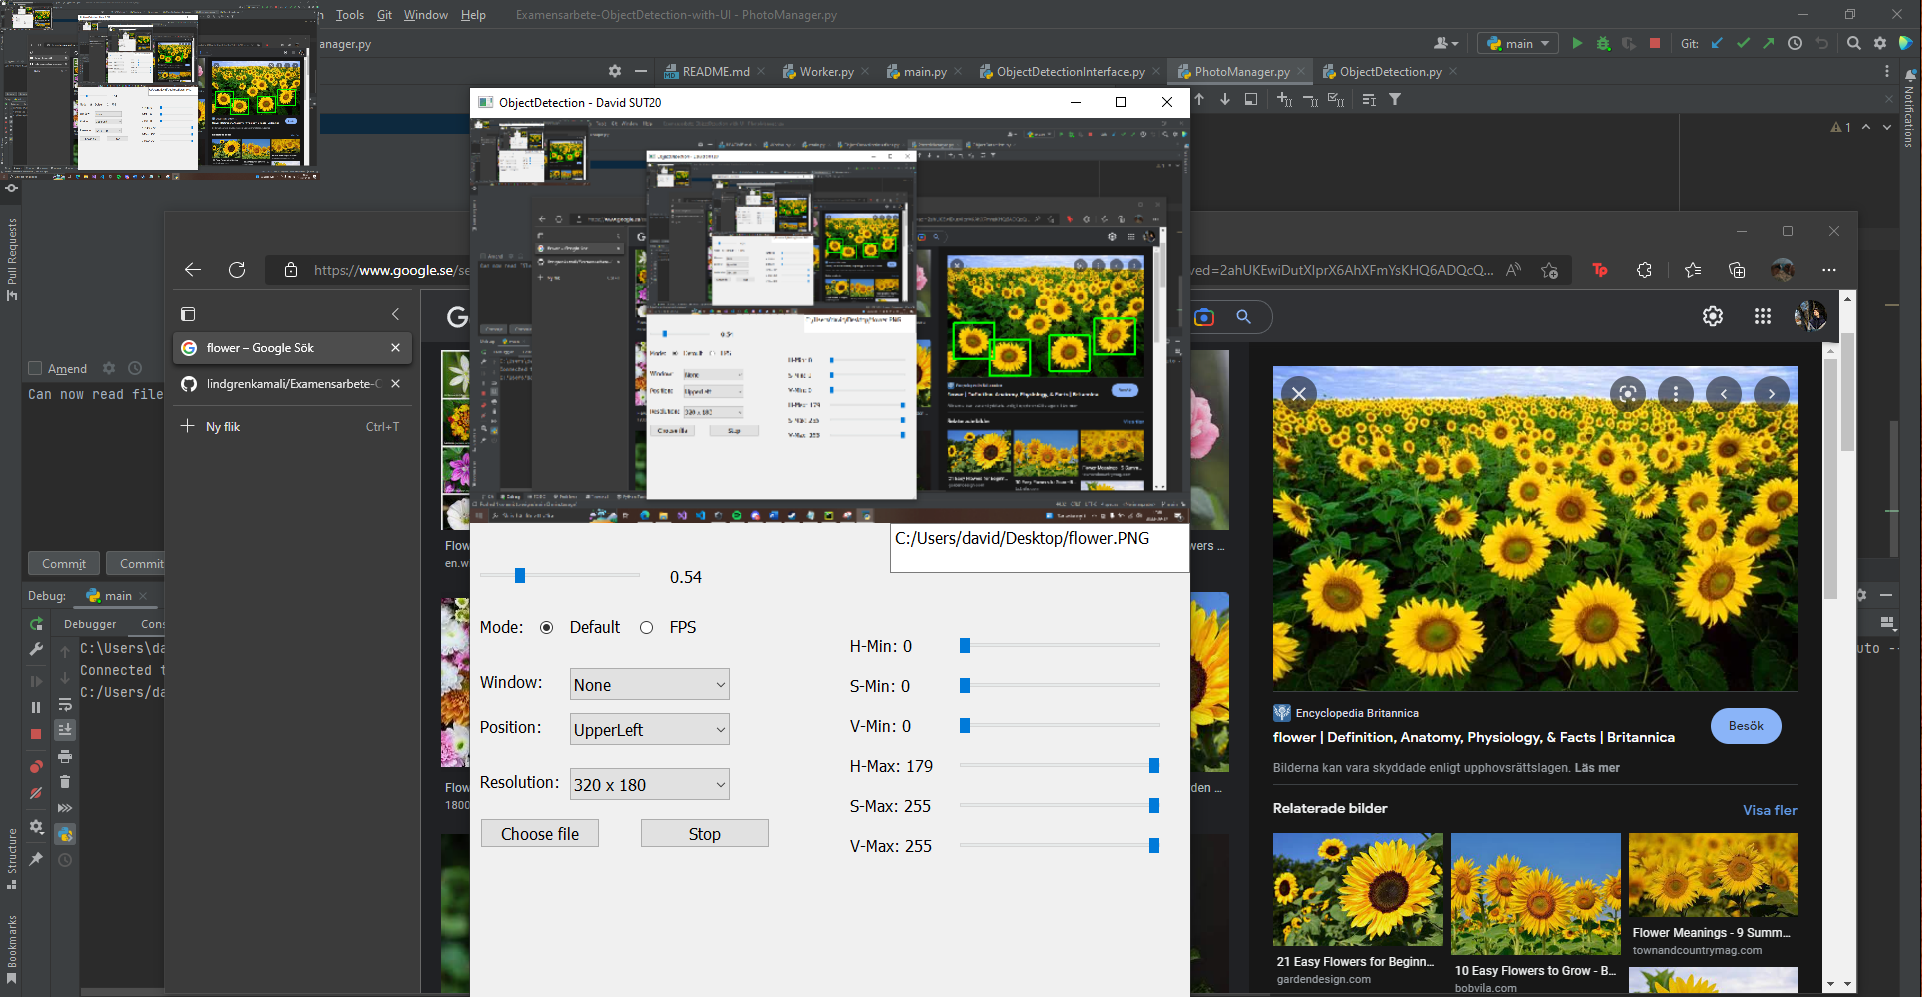 Tools Git Window Help
Examensarbete-ObjectDetection-with-UI - PhotoManager.py
anager.py
main
Git:
README.md
Worker.py
main.py
ObjectDetectionInterface.py
PhotoManager.py
ObjectDetection.py
Notifications
1
Pull Requests
Amend
Can now read file
Commit
Commit
Debug:
main
Debugger
Cons
C:\Users\da
Connected t
C:/Users/da
uto --
Structure
Bookmarks
https://www.google.se/se
ved=2ahUKEwiDutXIprX6AhXFmYsKHQ6ADQcQ...
flower – Google Sök
lindgrenkamali/Examensarbete-O
Ny flik
Ctrl+T
ObjectDetection - David SUT20
C:/Users/david/Desktop/flower.PNG
0.54
Mode:
Default
FPS
Window:
None
Position:
UpperLeft
Resolution:
320 x 180
Choose file
Stop
H-Min: 0
S-Min: 0
V-Min: 0
H-Max: 179
S-Max: 255
V-Max: 255
Flow
en.w
Flow
1800
wers ...
den ...
Encyclopedia Britannica
flower | Definition, Anatomy, Physiology, & Facts | Britannica
Besök
Bilderna kan vara skyddade enligt upphovsrättslagen. Läs mer
Relaterade bilder
Visa fler
21 Easy Flowers for Beginn...
gardendesign.com
10 Easy Flowers to Grow - B...
bobvila.com
Flower Meanings - 9 Summ...
townandcountrymag.com